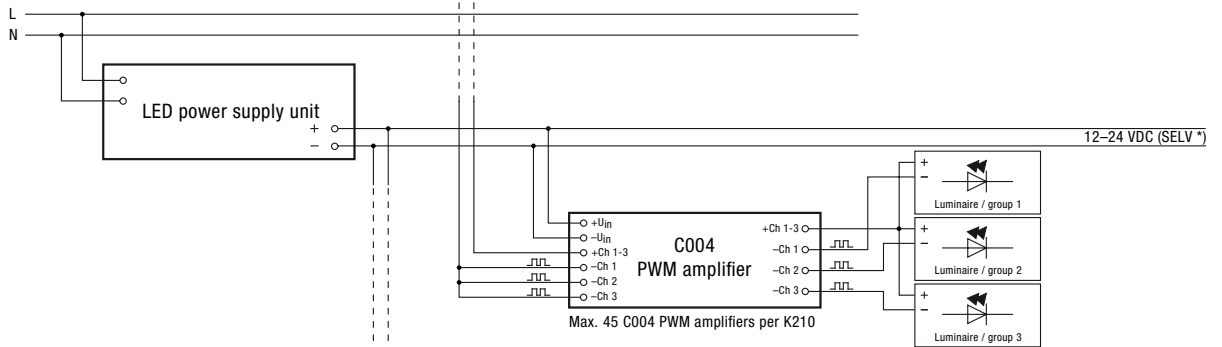 L
N
LED power supply unit
+
−
12–24 VDC (SELV *)
+Uin
−Uin
+Ch 1-3
−Ch 1
−Ch 2
−Ch 3
C004
PWM amplifier
+Ch 1-3
−Ch 1
−Ch 2
−Ch 3
Max. 45 C004 PWM amplifiers per K210
+
−
Luminaire / group 1
+
−
Luminaire / group 2
+
−
Luminaire / group 3